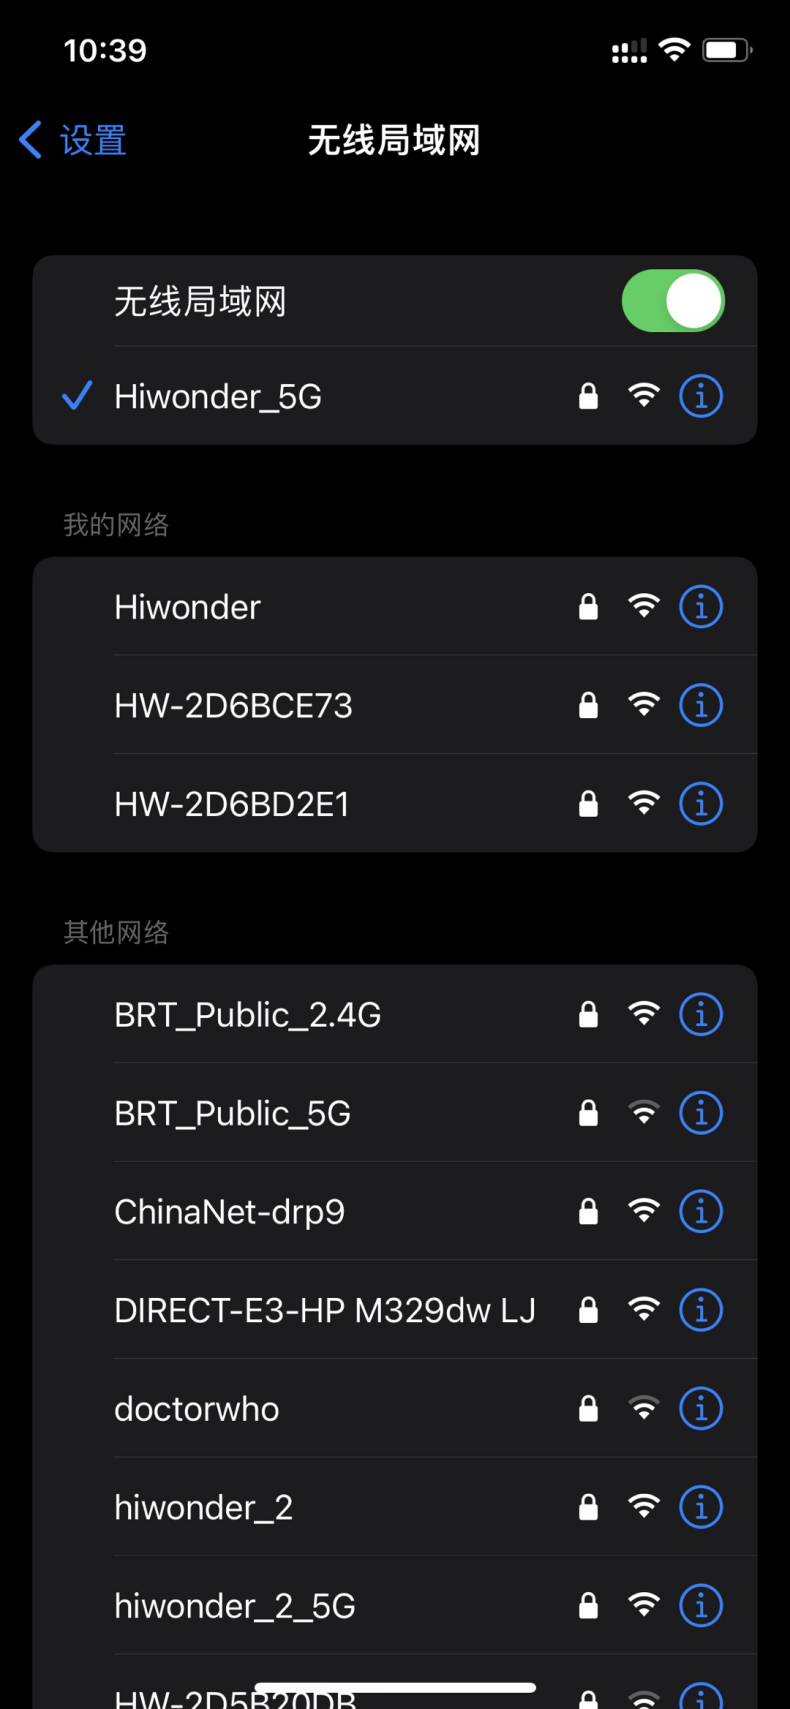 10:39
设置
无线局域网
无线局域网
Hiwonder_5G
我的网络
Hiwonder
HW-2D6BCE73
HW-2D6BD2E1
其他网络
BRT_Public_2.4G
BRT_Public_5G
ChinaNet-drp9
DIRECT-E3-HP M329dw LJ
doctorwho
hiwonder_2
hiwonder_2_5G
HW-2D5B20DB